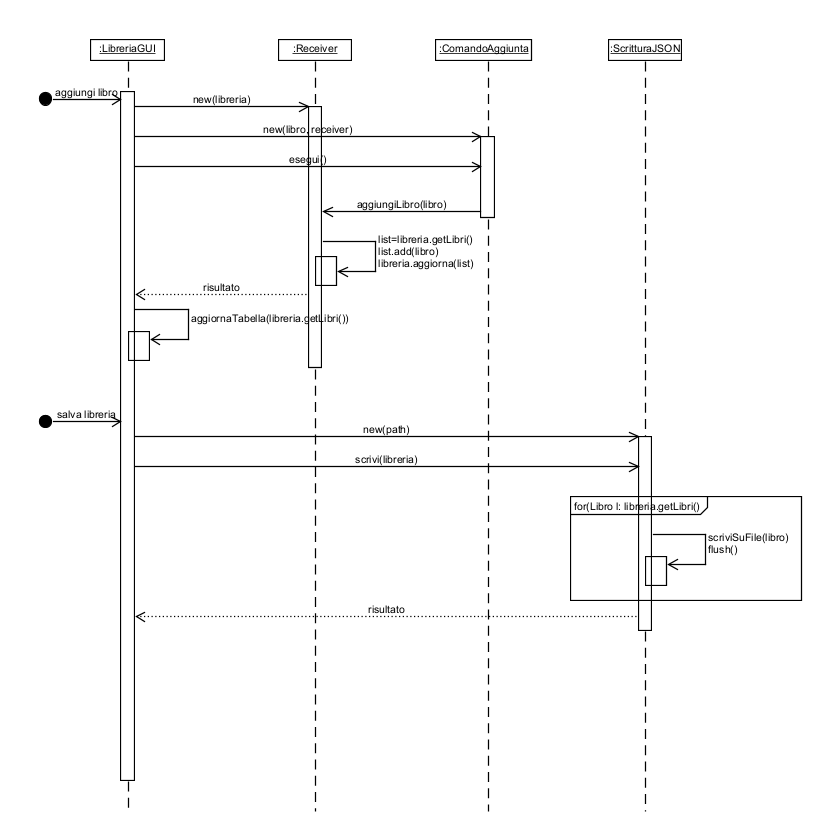 :LibreriaGUI
:Receiver
:ComandoAggiunta
:ScritturaJSON
aggiungi libro
new(libreria)
new(libro, receiver)
esegui()
aggiungiLibro(libro)
list=libreria.getLibri()
list.add(libro)
libreria.aggiorna(list)
risultato
aggiornaTabella(libreria.getLibri())
salva libreria
new(path)
scrivi(libreria)
for(Libro l: libreria.getLibri()
scriviSuFile(libro)
flush()
risultato